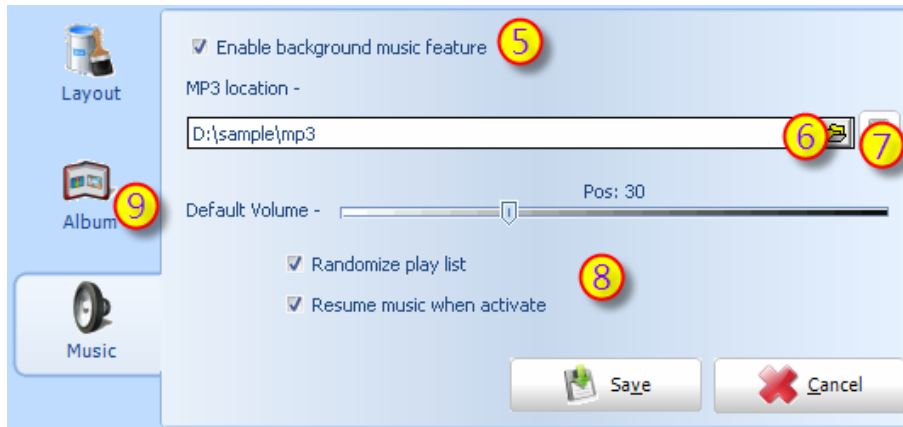 Layout
Enable background music feature 5
MP3 location -
D:\sample\mp3 6 7
Album 9
Default Volume - Pos: 30
Randomize play list
8
Resume music when activate
Music
Save Cancel